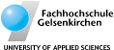 Fachhochschule
Gelsenkirchen
UNIVERSITY OF APPLIED SCIENCES